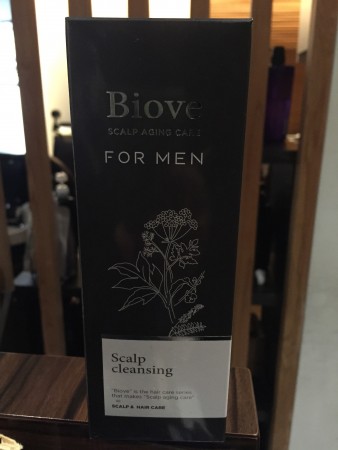 Biove
SCALP AGING CARE
FOR MEN
Scalp
cleansing
"Biove" is the hair care series
that makes "Scalp aging care"
SCALP & HAIR CARE